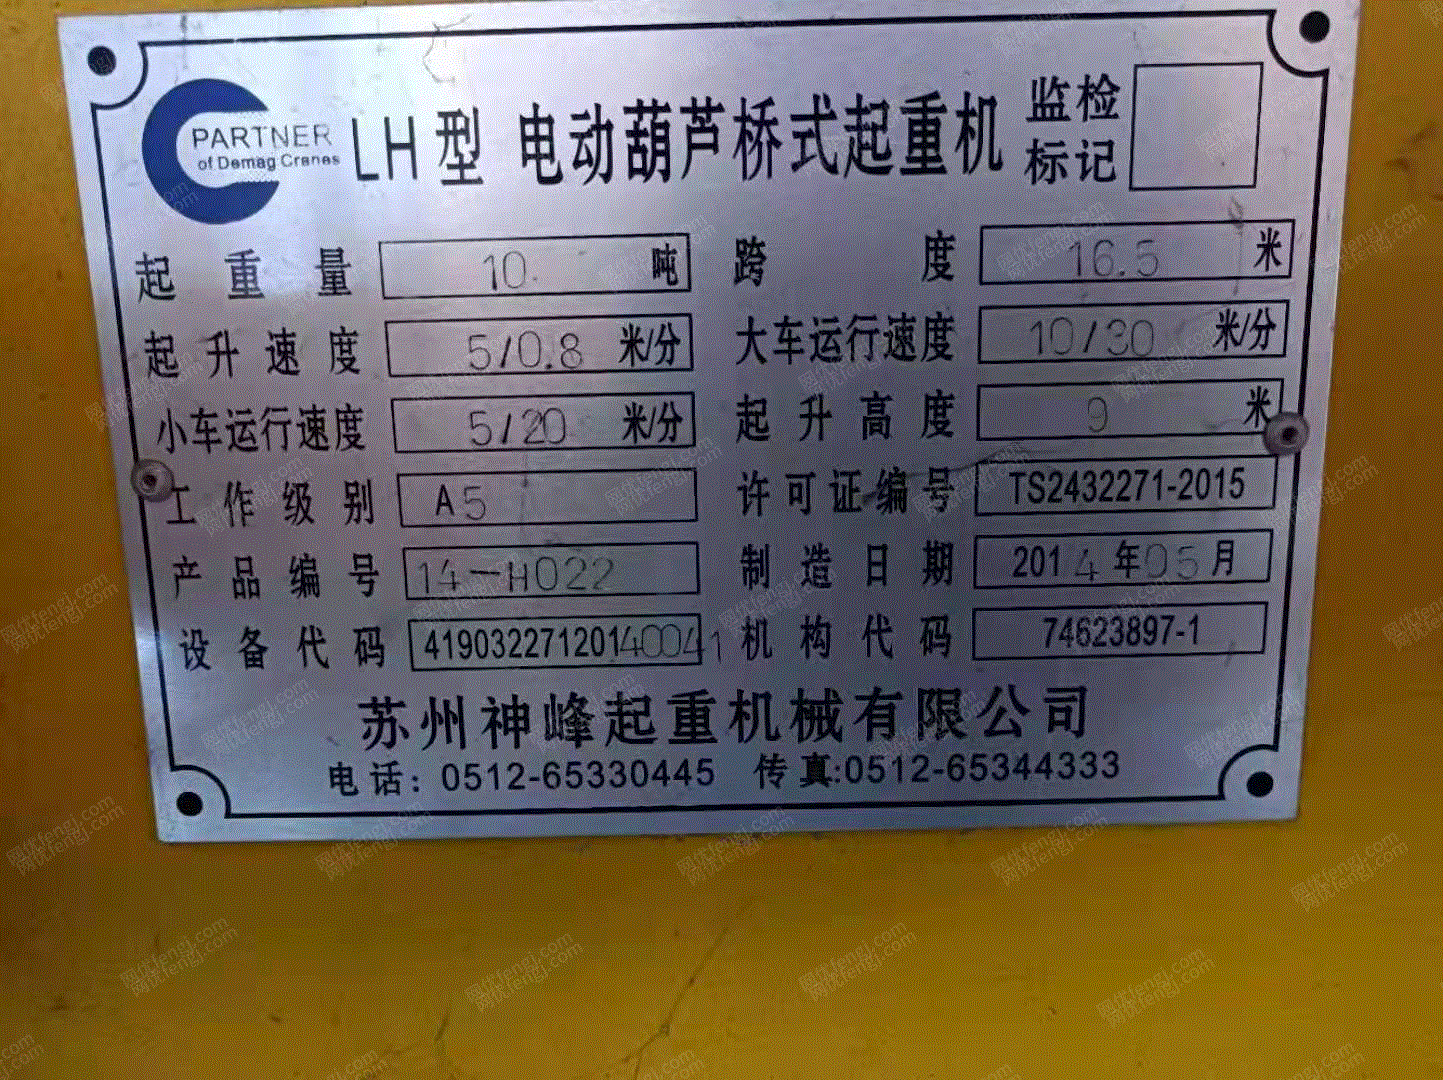 PARTNER
of Demag Cranes
LH型 电动葫芦桥式起重机 监检
标记
起重量 10 吨 跨度 16.5 米
起升速度 5/0.8 米/分 大车运行速度 10/30 米/分
小车运行速度 5/20 米/分 起升高度 9 米
工作级别 A5 许可证编号 TS2432271-2015
产品编号 14-H022 制造日期 2014年05月
设备代码 41903227120140041 机构代码 74623897-1
苏州神峰起重机械有限公司
电话: 0512-65330445 传真:0512-65344333